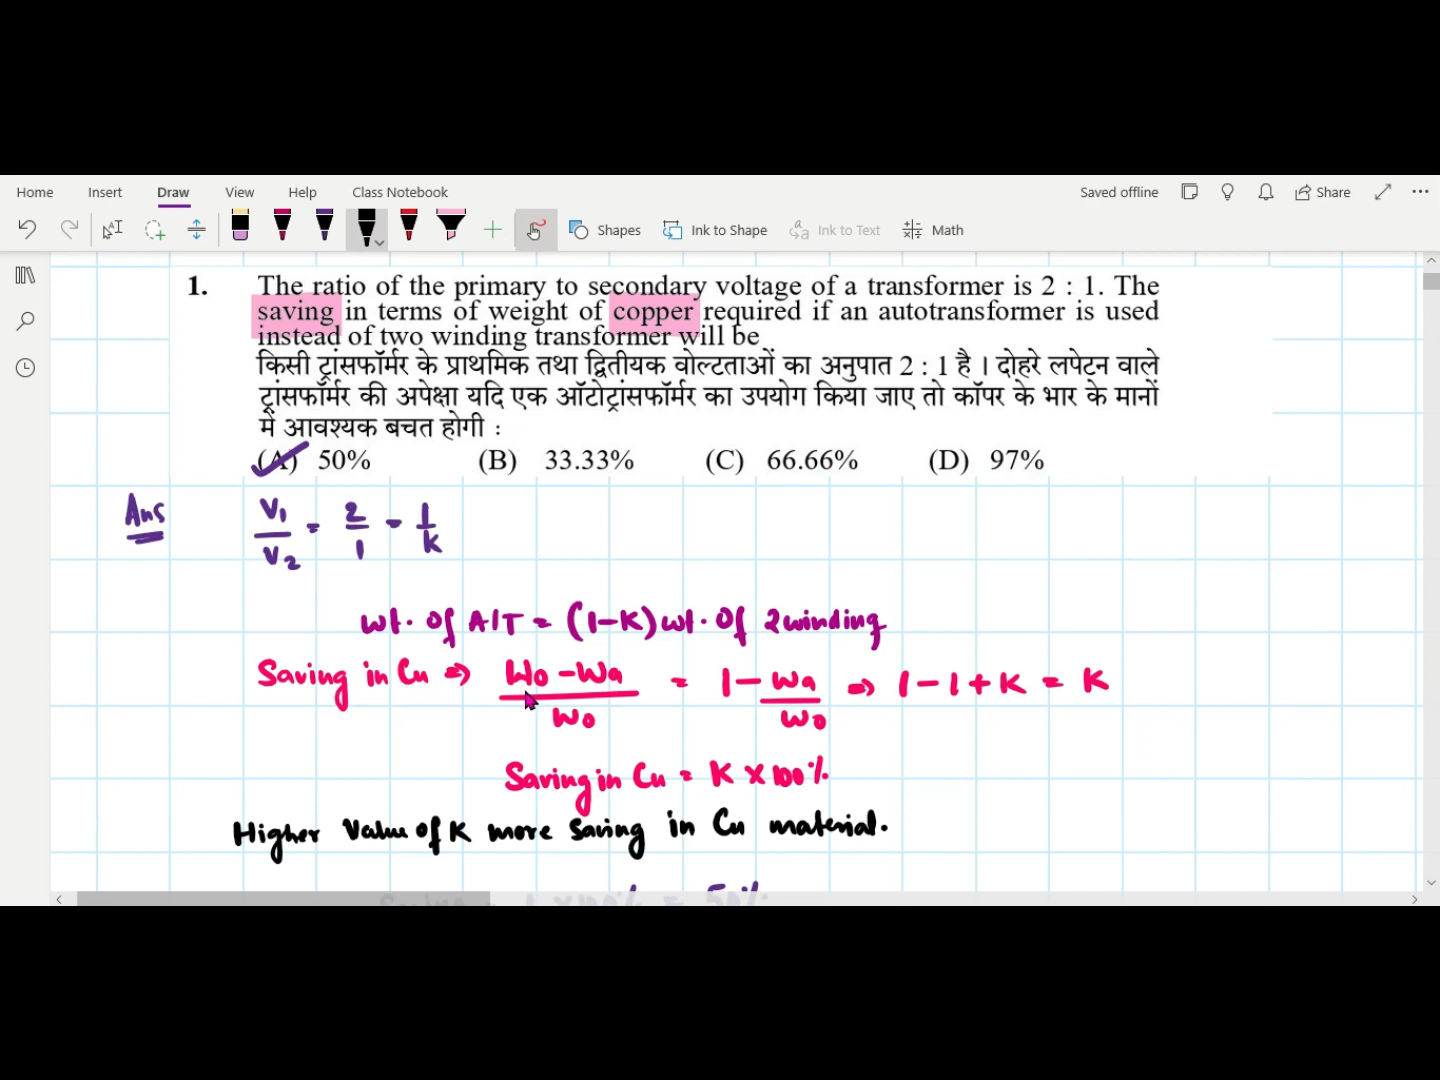 Home Insert Draw View Help Class Notebook Saved offline Share
Shapes Ink to Shape Ink to Text Math
1. The ratio of the primary to secondary voltage of a transformer is 2 : 1. The
saving in terms of weight of copper required if an autotransformer is used
instead of two winding transformer will be
किसी ट्रांसफॉर्मर के प्राथमिक तथा द्वितीयक वोल्टताओं का अनुपात 2 : 1 है । दोहरे लपेटन वाले
ट्रांसफॉर्मर की अपेक्षा यदि एक ऑटोट्रांसफॉर्मर का उपयोग किया जाए तो कॉपर के भार के मानों
में आवश्यक बचत होगी :
(A) 50% (B) 33.33% (C) 66.66% (D) 97%
Ans V1/V2 = 2/1 = 1/K
wt. Of A/T = (1-K) wt. Of 2 winding
Saving in Cu ⇒ Wo - Wa / Wo = 1 - Wa/Wo ⇒ 1 - 1 + K = K
Saving in Cu = K × 100%
Higher Value of K more Saving in Cu material.
50%